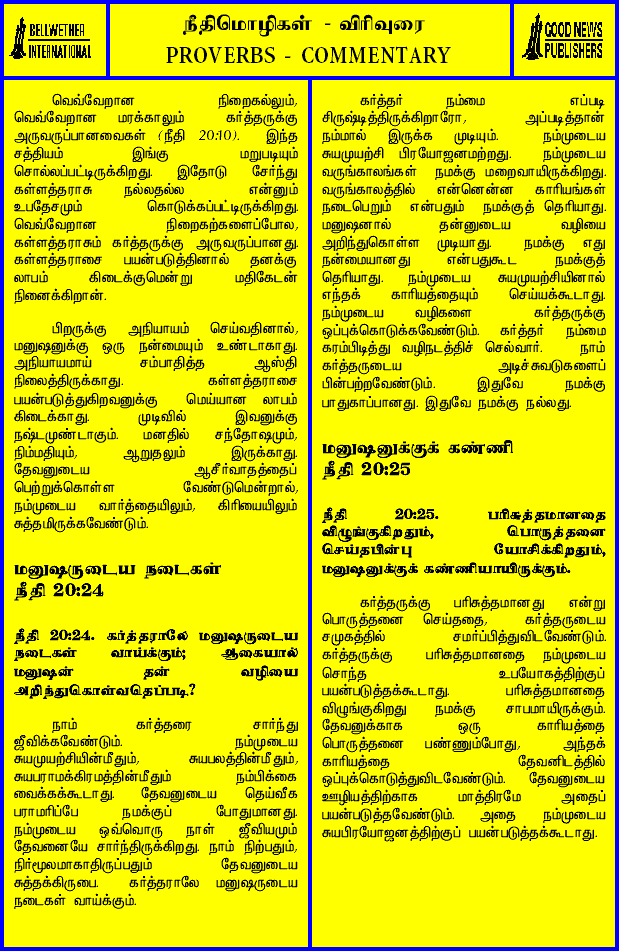 BELLWETHER
INTERNATIONAL
நீதிமொழிகள் - விரிவுரை
PROVERBS - COMMENTARY
GOOD NEWS
PUBLISHERS
வெவ்வேறான நிறைகல்லும்,
வெவ்வேறான மரக்காலும் கர்த்தருக்கு
அருவருப்பானவைகள் (நீதி 20:10). இந்த
சத்தியம் இங்கு மறுபடியும்
சொல்லப்பட்டிருக்கிறது. இதோடு சேர்ந்து
கள்ளத்தராசு நல்லதல்ல என்னும்
உபதேசமும் கொடுக்கப்பட்டிருக்கிறது.
வெவ்வேறான நிறைகற்களைப்போல,
கள்ளத்தராசும் கர்த்தருக்கு அருவருப்பானது.
கள்ளத்தராசை பயன்படுத்தினால் தனக்கு
லாபம் கிடைக்குமென்று மதிகேடன்
நினைக்கிறான்.
பிறருக்கு அநியாயம் செய்வதினால்,
மனுஷனுக்கு ஒரு நன்மையும் உண்டாகாது.
அநியாயமாய் சம்பாதித்த ஆஸ்தி
நிலைத்திருக்காது. கள்ளத்தராசை
பயன்படுத்துகிறவனுக்கு மெய்யான லாபம்
கிடைக்காது. முடிவில் இவனுக்கு
நஷ்டமுண்டாகும். மனதில் சந்தோஷமும்,
நிம்மதியும், ஆறுதலும் இருக்காது.
தேவனுடைய ஆசீர்வாதத்தைப்
பெற்றுக்கொள்ள வேண்டுமென்றால்,
நம்முடைய வார்த்தையிலும், கிரியையிலும்
சுத்தமிருக்கவேண்டும்.
மனுஷருடைய நடைகள்
நீதி 20:24
நீதி 20:24. கர்த்தராலே மனுஷருடைய
நடைகள் வாய்க்கும்; ஆகையால்
மனுஷன் தன் வழியை
அறிந்துகொள்வதெப்படி?
நாம் கர்த்தரை சார்ந்து
ஜீவிக்கவேண்டும். நம்முடைய
சுயமுயற்சியின்மீதும், சுயபலத்தின்மீதும்,
சுயபராமக்கிரமத்தின்மீதும் நம்பிக்கை
வைக்கக்கூடாது. தேவனுடைய தெய்வீக
பராமரிப்பே நமக்குப் போதுமானது.
நம்முடைய ஒவ்வொரு நாள் ஜீவியமும்
தேவனையே சார்ந்திருக்கிறது. நாம் நிற்பதும்,
நிர்மூலமாகாதிருப்பதும் தேவனுடைய
சுத்தக்கிருபை. கர்த்தராலே மனுஷருடைய
நடைகள் வாய்க்கும்.
கர்த்தர் நம்மை எப்படி
சிருஷ்டித்திருக்கிறாரோ, அப்படித்தான்
நம்மால் இருக்க முடியும். நம்முடைய
சுயமுயற்சி பிரயோஜனமற்றது. நம்முடைய
வருங்காலங்கள் நமக்கு மறைவாயிருக்கிறது.
வருங்காலத்தில் என்னென்ன காரியங்கள்
நடைபெறும் என்பதும் நமக்குத் தெரியாது.
மனுஷனால் தன்னுடைய வழியை
அறிந்துகொள்ள முடியாது. நமக்கு எது
நன்மையானது என்பதுகூட நமக்குத்
தெரியாது. நம்முடைய சுயமுயற்சியினால்
எந்தக் காரியத்தையும் செய்யக்கூடாது.
நம்முடைய வழிகளை கர்த்தருக்கு
ஒப்புக்கொடுக்கவேண்டும். கர்த்தர் நம்மை
கரம்பிடித்து வழிநடத்திச் செல்வார். நாம்
கர்த்தருடைய அடிச்சுவடுகளைப்
பின்பற்றவேண்டும். இதுவே நமக்கு
பாதுகாப்பானது. இதுவே நமக்கு நல்லது.
மனுஷனுக்குக் கண்ணி
நீதி 20:25
நீதி 20:25. பரிசுத்தமானதை
விழுங்குகிறதும், பொருத்தனை
செய்தபின்பு யோசிக்கிறதும்,
மனுஷனுக்குக் கண்ணியாயிருக்கும்.
கர்த்தருக்கு பரிசுத்தமானது என்று
பொருத்தனை செய்ததை, கர்த்தருடைய
சமுகத்தில் சமர்ப்பித்துவிடவேண்டும்.
கர்த்தருக்கு பரிசுத்தமானதை நம்முடைய
சொந்த உபயோகத்திற்குப்
பயன்படுத்தக்கூடாது. பரிசுத்தமானதை
விழுங்குகிறது நமக்கு சாபமாயிருக்கும்.
தேவனுக்காக ஒரு காரியத்தை
பொருத்தனை பண்ணும்போது, அந்தக்
காரியத்தை தேவனிடத்தில்
ஒப்புக்கொடுத்துவிடவேண்டும். தேவனுடைய
ஊழியத்திற்காக மாத்திரமே அதைப்
பயன்படுத்தவேண்டும். அதை நம்முடைய
சுயபிரயோஜனத்திற்குப் பயன்படுத்தக்கூடாது.